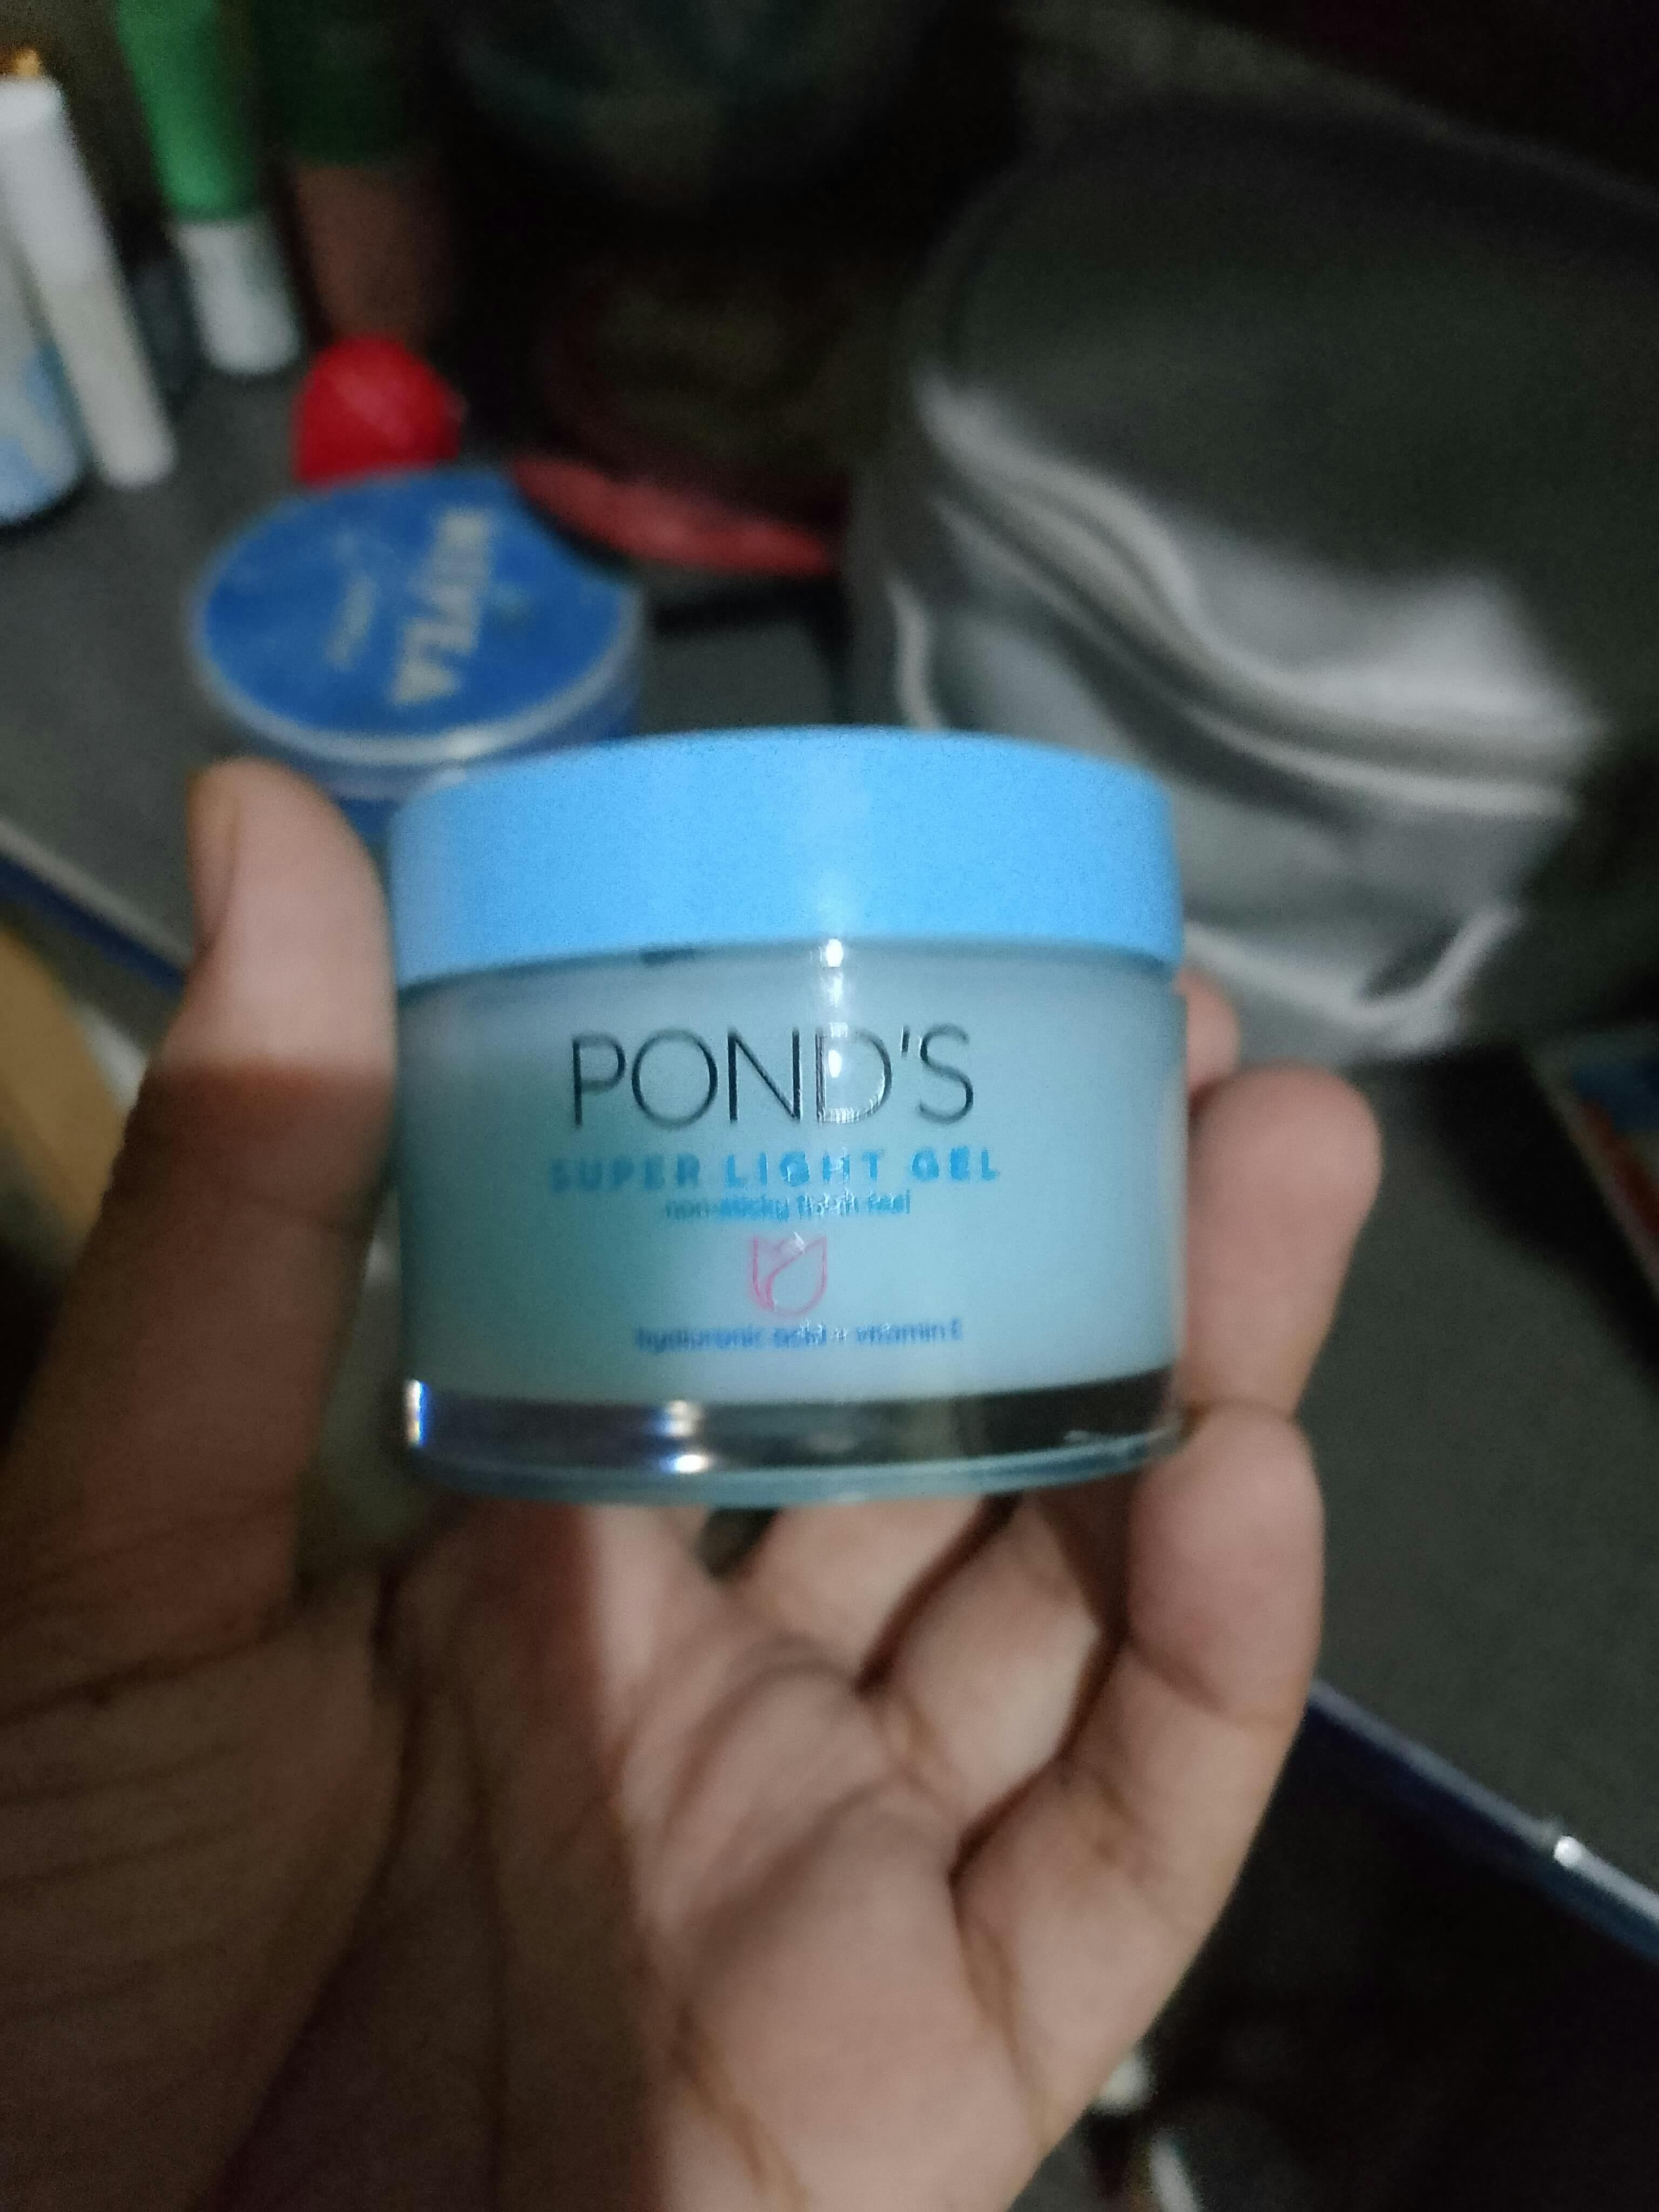 POND'S
SUPER LIGHT GEL
non-sticky fresh feel
hyaluronic acid + vitamin E